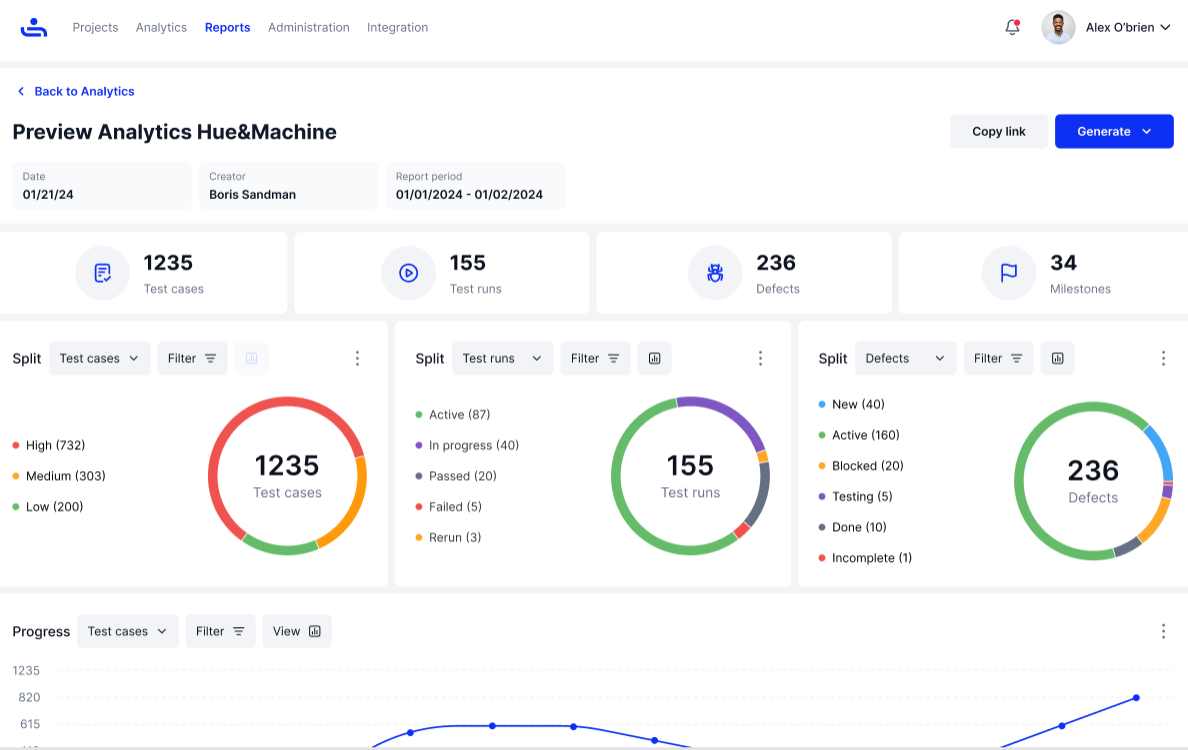 Projects Analytics Reports Administration Integration Alex O'brien
Back to Analytics
Preview Analytics Hue&Machine
Copy link Generate
Date
01/21/24
Creator
Boris Sandman
Report period
01/01/2024 - 01/02/2024
1235
Test cases
155
Test runs
236
Defects
34
Milestones
Split Test cases Filter
High (732)
Medium (303)
Low (200)
1235
Test cases
Split Test runs Filter
Active (87)
In progress (40)
Passed (20)
Failed (5)
Rerun (3)
155
Test runs
Split Defects Filter
New (40)
Active (160)
Blocked (20)
Testing (5)
Done (10)
Incomplete (1)
236
Defects
Progress Test cases Filter View
1235
820
615